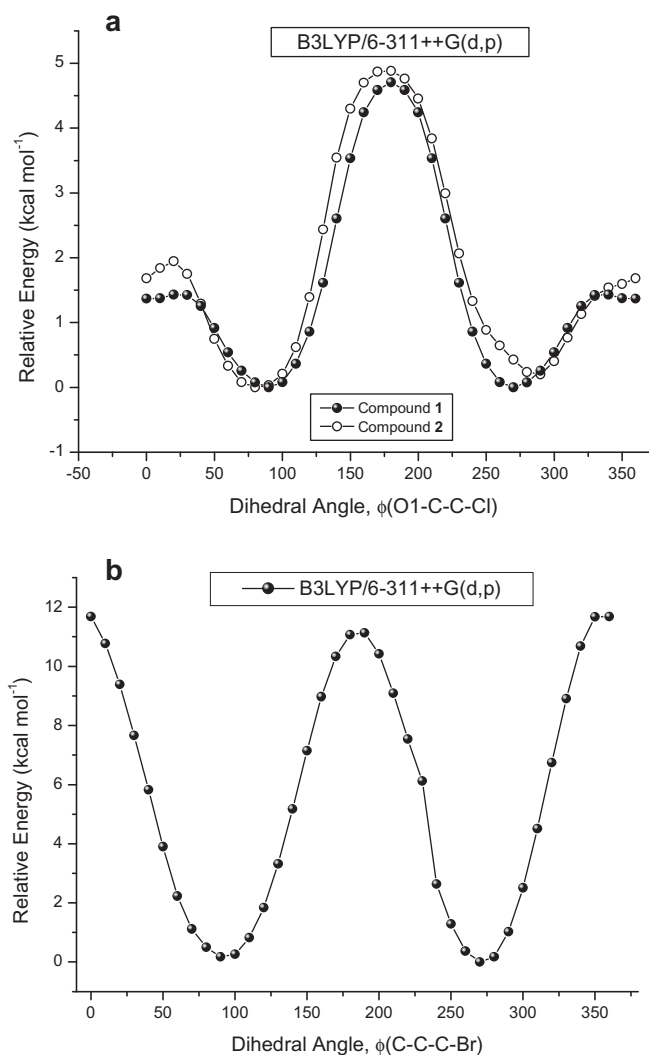 a
B3LYP/6-311++G(d,p)
5
4
3
2
1
0
-1
Relative Energy (kcal mol⁻¹)
Compound 1
Compound 2
-50 0 50 100 150 200 250 300 350
Dihedral Angle, ϕ(O1-C-C-Cl)
b
B3LYP/6-311++G(d,p)
12
10
8
6
4
2
0
Relative Energy (kcal mol⁻¹)
0 50 100 150 200 250 300 350
Dihedral Angle, ϕ(C-C-C-Br)